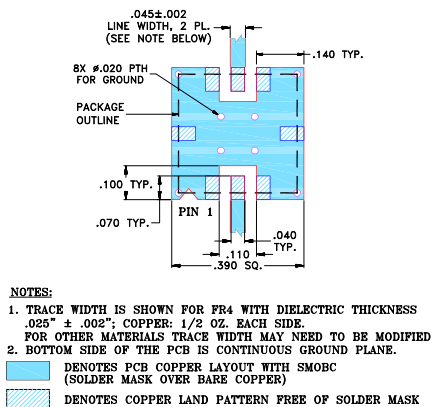 .045±.002
LINE WIDTH, 2 PL.
(SEE NOTE BELOW)
.140 TYP.
8X ø.020 PTH
FOR GROUND
PACKAGE
OUTLINE
.100 TYP.
.070 TYP.
PIN 1
.040
TYP.
.110
.390 SQ.
NOTES:
1. TRACE WIDTH IS SHOWN FOR FR4 WITH DIELECTRIC THICKNESS
.025" ± .002"; COPPER: 1/2 OZ. EACH SIDE.
FOR OTHER MATERIALS TRACE WIDTH MAY NEED TO BE MODIFIED
2. BOTTOM SIDE OF THE PCB IS CONTINUOUS GROUND PLANE.
DENOTES PCB COPPER LAYOUT WITH SMOBC
(SOLDER MASK OVER BARE COPPER)
DENOTES COPPER LAND PATTERN FREE OF SOLDER MASK